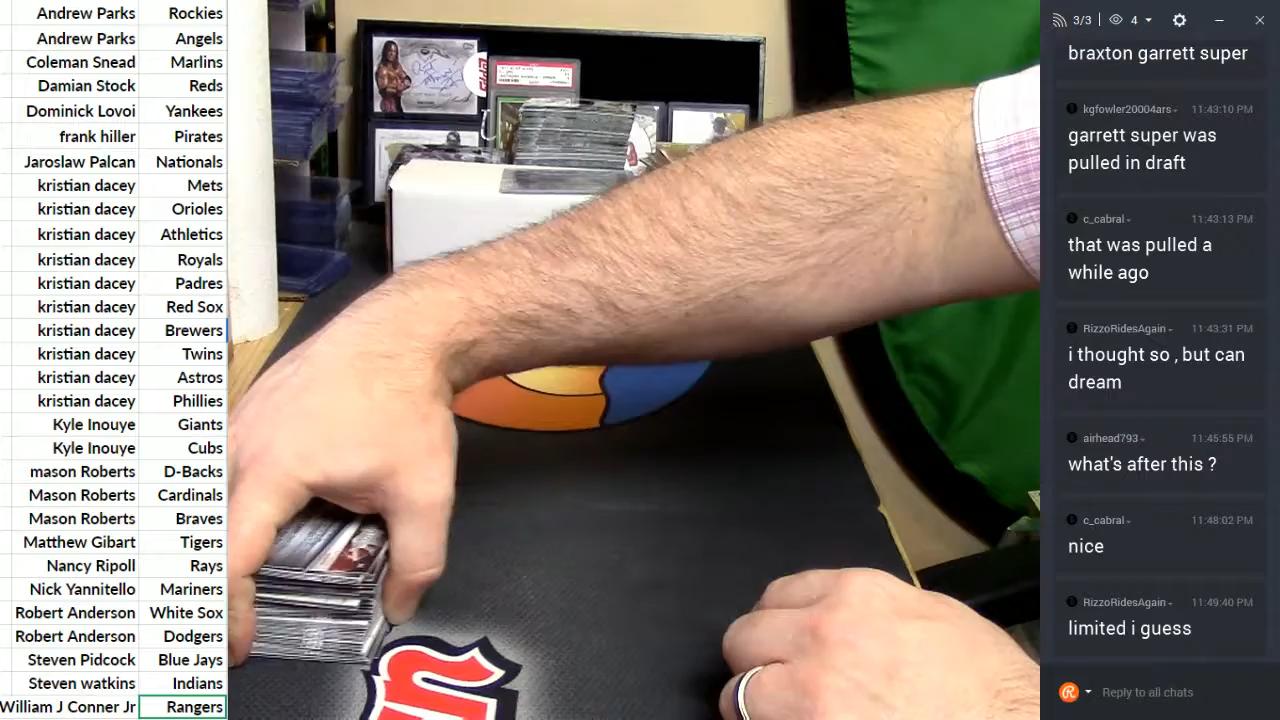 Andrew Parks Rockies
Andrew Parks Angels
Coleman Snead Marlins
Damian Stock Reds
Dominick Lovoi Yankees
frank hiller Pirates
Jaroslaw Palcan Nationals
kristian dacey Mets
kristian dacey Orioles
kristian dacey Athletics
kristian dacey Royals
kristian dacey Padres
kristian dacey Red Sox
kristian dacey Brewers
kristian dacey Twins
kristian dacey Astros
kristian dacey Phillies
Kyle Inouye Giants
Kyle Inouye Cubs
mason Roberts D-Backs
Mason Roberts Cardinals
Mason Roberts Braves
Matthew Gibart Tigers
Nancy Ripoll Rays
Nick Yannitello Mariners
Robert Anderson White Sox
Robert Anderson Dodgers
Steven Pidcock Blue Jays
Steven watkins Indians
William J Conner Jr Rangers
3/3 4
braxton garrett super
kgfowler20004ars 11:43:10 PM
garrett super was
pulled in draft
c_cabral 11:43:13 PM
that was pulled a
while ago
RizzoRidesAgain 11:43:31 PM
i thought so , but can
dream
airhead793 11:45:55 PM
what's after this ?
c_cabral 11:48:02 PM
nice
RizzoRidesAgain 11:49:40 PM
limited i guess
Reply to all chats